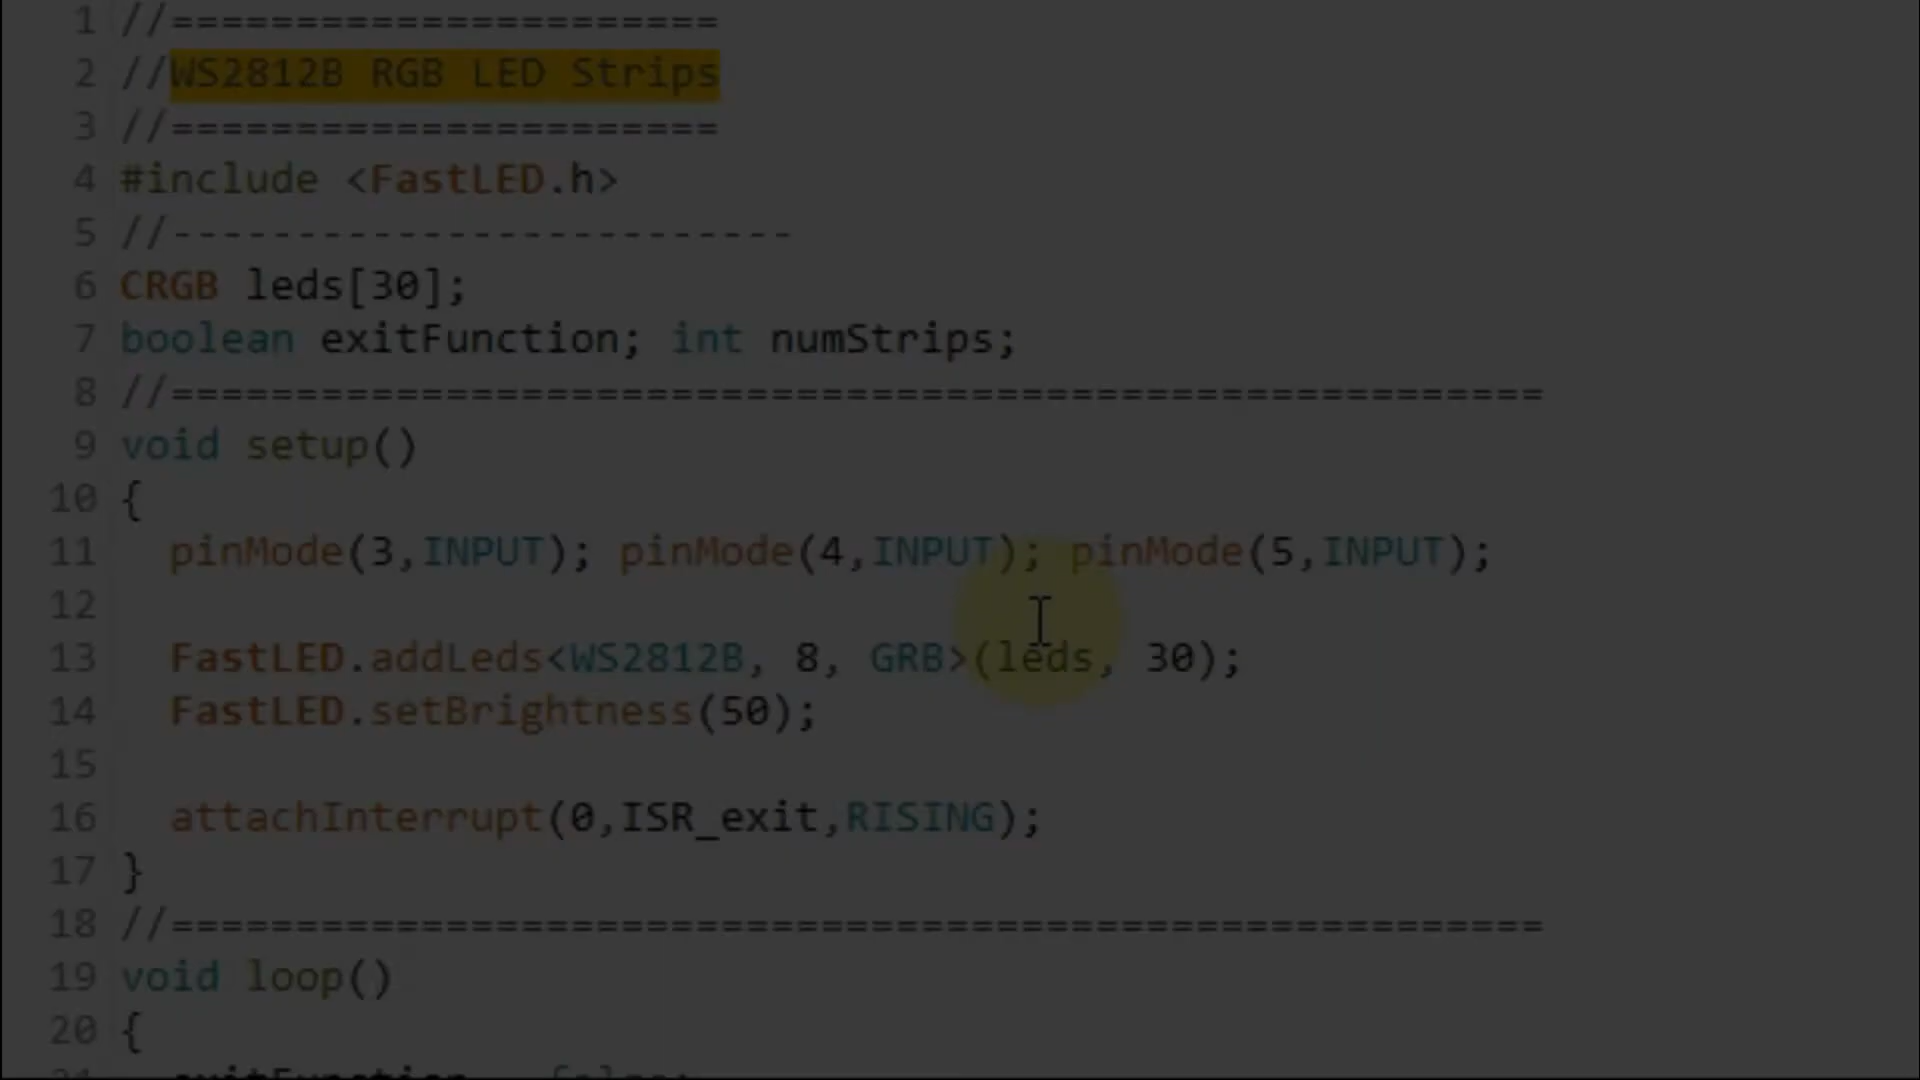 1 //======================
2 //WS2812B RGB LED Strips
3 //======================
4 #include <FastLED.h>
5 //-------------------------
6 CRGB leds[30];
7 boolean exitFunction; int numStrips;
8 //=======================================================
9 void setup()
10 {
11 pinMode(3,INPUT); pinMode(4,INPUT); pinMode(5,INPUT);
12
13 FastLED.addLeds<WS2812B, 8, GRB>(leds, 30);
14 FastLED.setBrightness(50);
15
16 attachInterrupt(0,ISR_exit,RISING);
17 }
18 //=======================================================
19 void loop()
20 {